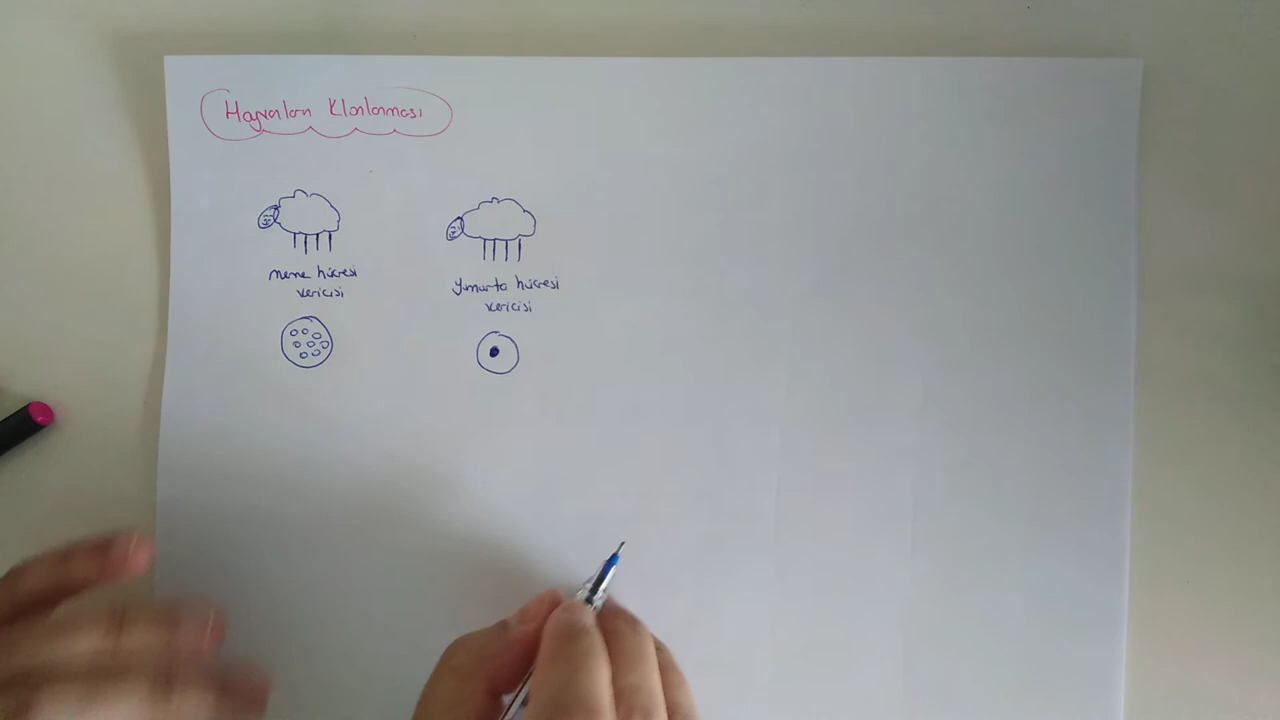 Hayvanların Klonlanması
meme hücresi
vericisi
yumurta hücresi
vericisi